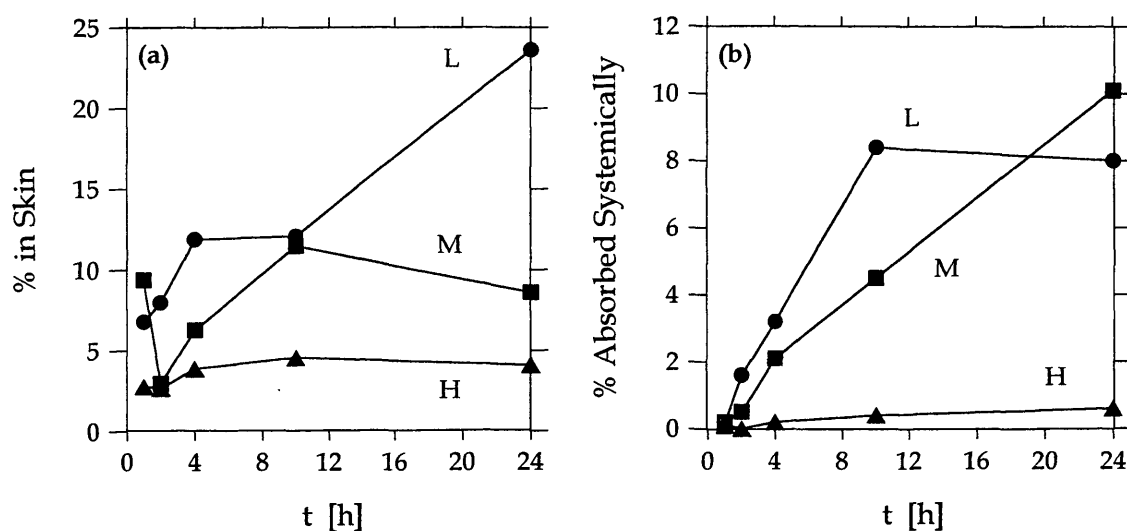 (a)
% in Skin
25
20
15
10
5
0
0 4 8 12 16 20 24
t [h]
L
M
H
(b)
% Absorbed Systemically
12
10
8
6
4
2
0
0 4 8 12 16 20 24
t [h]
L
M
H